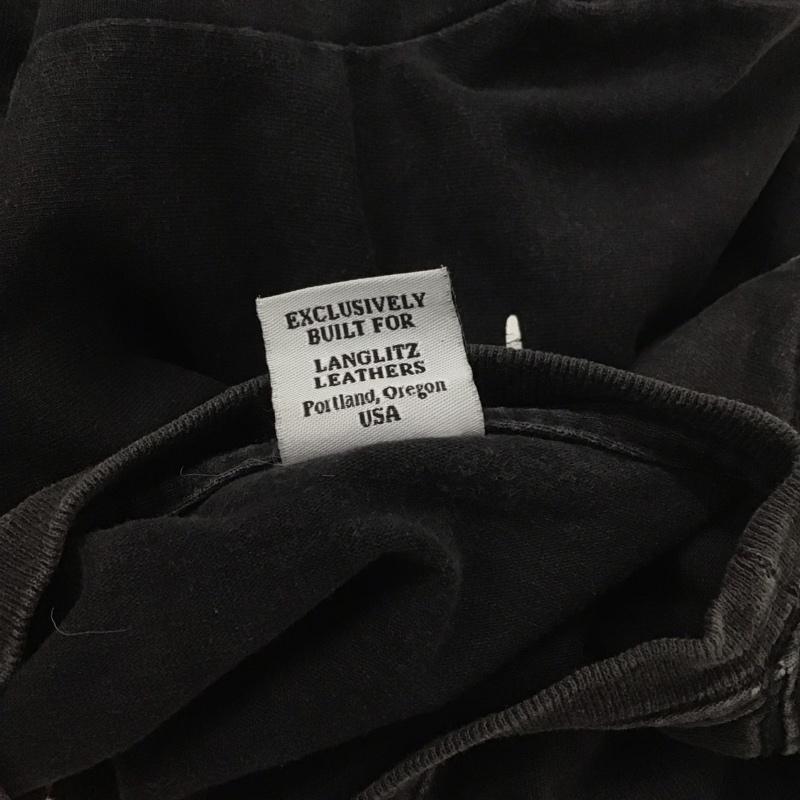 EXCLUSIVELY
BUILT FOR
LANGLITZ
LEATHERS
Portland, Oregon
USA